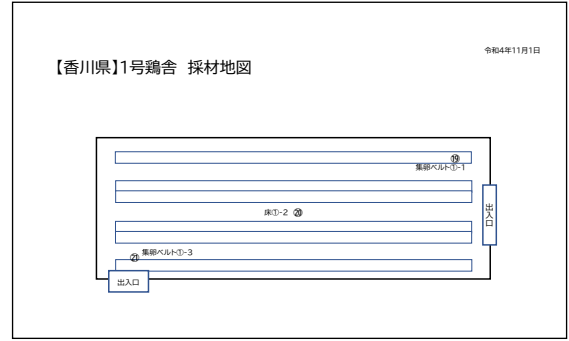 令和4年11月1日
【香川県】1号鶏舎 採材地図
⑲
集卵ベルト①-1
出入口
床①-2 ⑳
集卵ベルト①-3
㉑
出入口